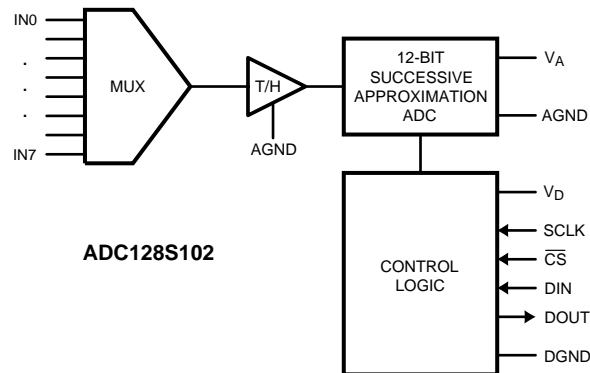 IN0
.
.
.
IN7
MUX
T/H
AGND
12-BIT
SUCCESSIVE
APPROXIMATION
ADC
VA
AGND
CONTROL
LOGIC
VD
SCLK
C̅S̅
DIN
DOUT
DGND
ADC128S102